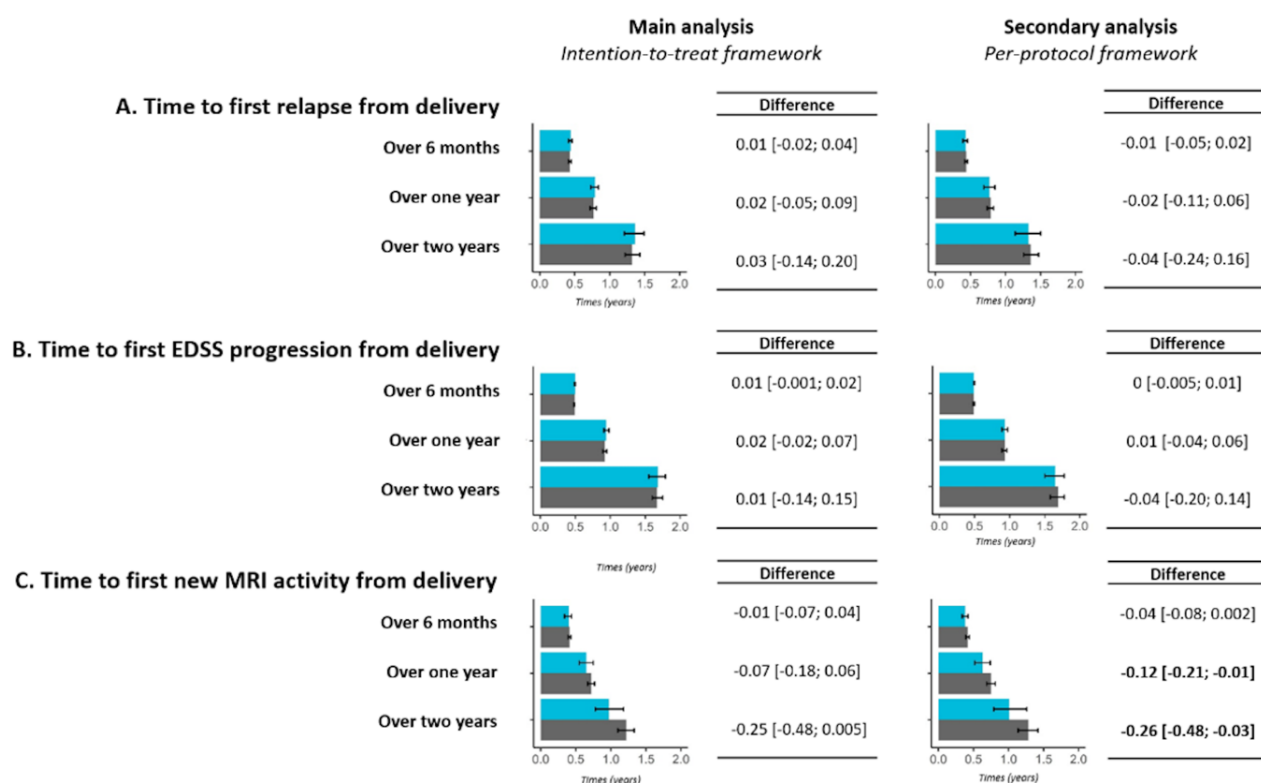 Main analysis
Intention-to-treat framework
Secondary analysis
Per-protocol framework
A. Time to first relapse from delivery
Difference
Difference
Over 6 months
0.01 [-0.02; 0.04]
-0.01 [-0.05; 0.02]
Over one year
0.02 [-0.05; 0.09]
-0.02 [-0.11; 0.06]
Over two years
0.03 [-0.14; 0.20]
-0.04 [-0.24; 0.16]
0.0 0.5 1.0 1.5 2.0
Times (years)
0.0 0.5 1.0 1.5 2.0
Times (years)
B. Time to first EDSS progression from delivery
Difference
Difference
Over 6 months
0.01 [-0.001; 0.02]
0 [-0.005; 0.01]
Over one year
0.02 [-0.02; 0.07]
0.01 [-0.04; 0.06]
Over two years
0.01 [-0.14; 0.15]
-0.04 [-0.20; 0.14]
0.0 0.5 1.0 1.5 2.0
Times (years)
0.0 0.5 1.0 1.5 2.0
Times (years)
C. Time to first new MRI activity from delivery
Difference
Difference
Over 6 months
-0.01 [-0.07; 0.04]
-0.04 [-0.08; 0.002]
Over one year
-0.07 [-0.18; 0.06]
-0.12 [-0.21; -0.01]
Over two years
-0.25 [-0.48; 0.005]
-0.26 [-0.48; -0.03]
0.0 0.5 1.0 1.5 2.0
Times (years)
0.0 0.5 1.0 1.5 2.0
Times (years)